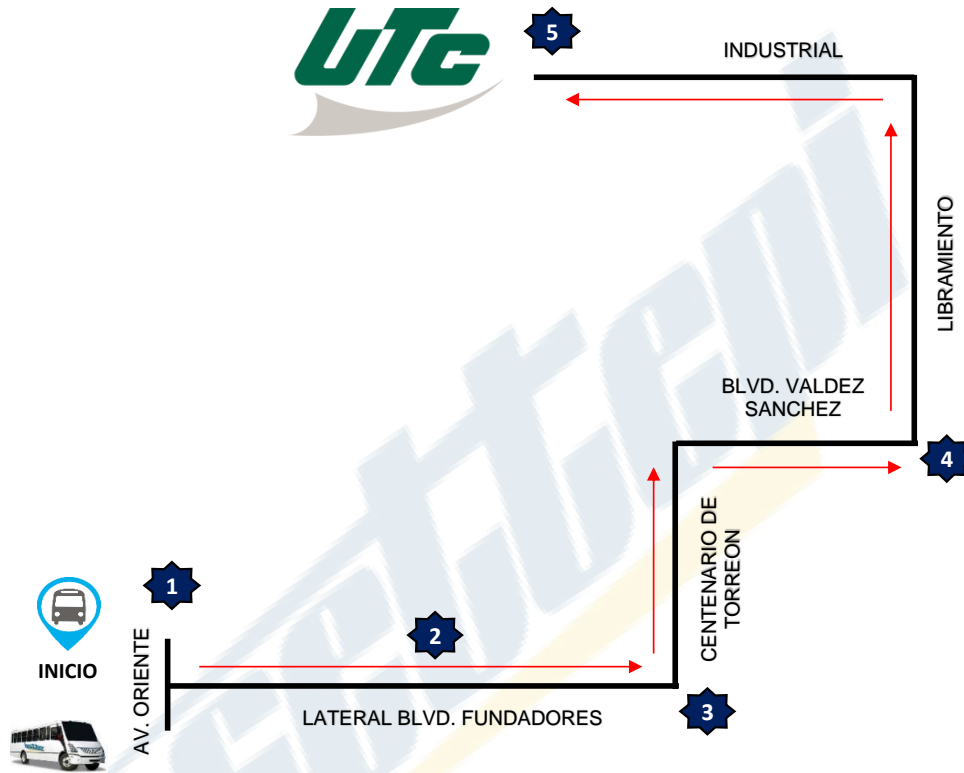 UTC
5
INDUSTRIAL
LIBRAMIENTO
BLVD. VALDEZ
SANCHEZ
4
CENTENARIO DE
TORREON
1
2
INICIO
AV. ORIENTE
3
LATERAL BLVD. FUNDADORES